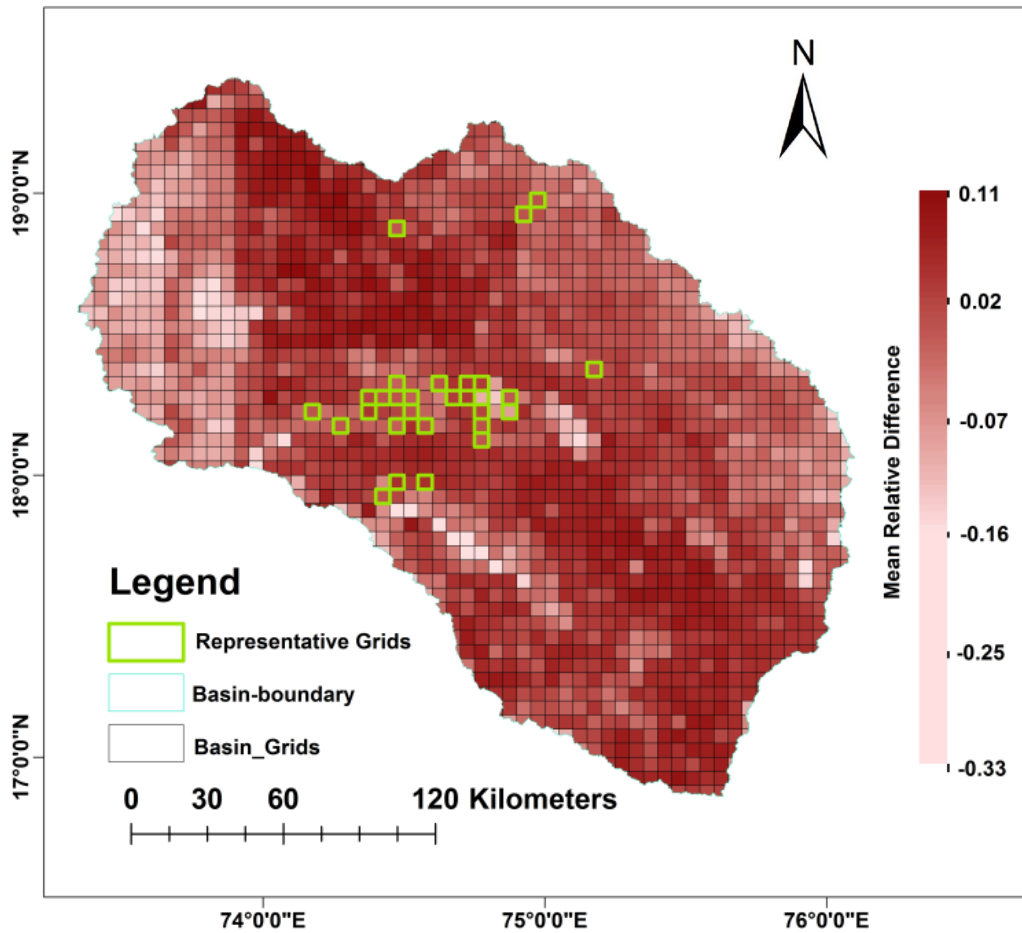 N
19°0'0"N
18°0'0"N
17°0'0"N
0.11
0.02
-0.07
-0.16
-0.25
-0.33
Mean Relative Difference
Legend
Representative Grids
Basin-boundary
Basin_Grids
0 30 60 120 Kilometers
74°0'0"E 75°0'0"E 76°0'0"E